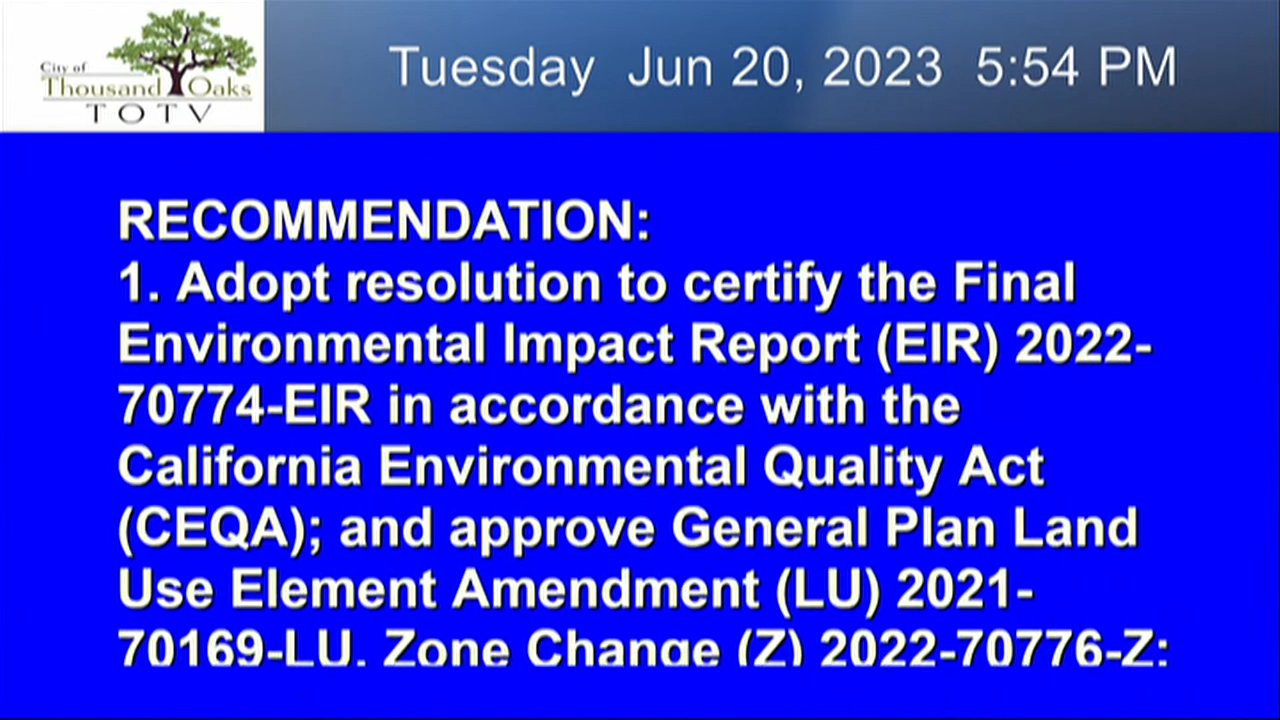 City of
Thousand Oaks
TOTV
Tuesday Jun 20, 2023 5:54 PM
RECOMMENDATION:
1. Adopt resolution to certify the Final
Environmental Impact Report (EIR) 2022-
70774-EIR in accordance with the
California Environmental Quality Act
(CEQA); and approve General Plan Land
Use Element Amendment (LU) 2021-
70169-LU, Zone Change (Z) 2022-70776-Z;